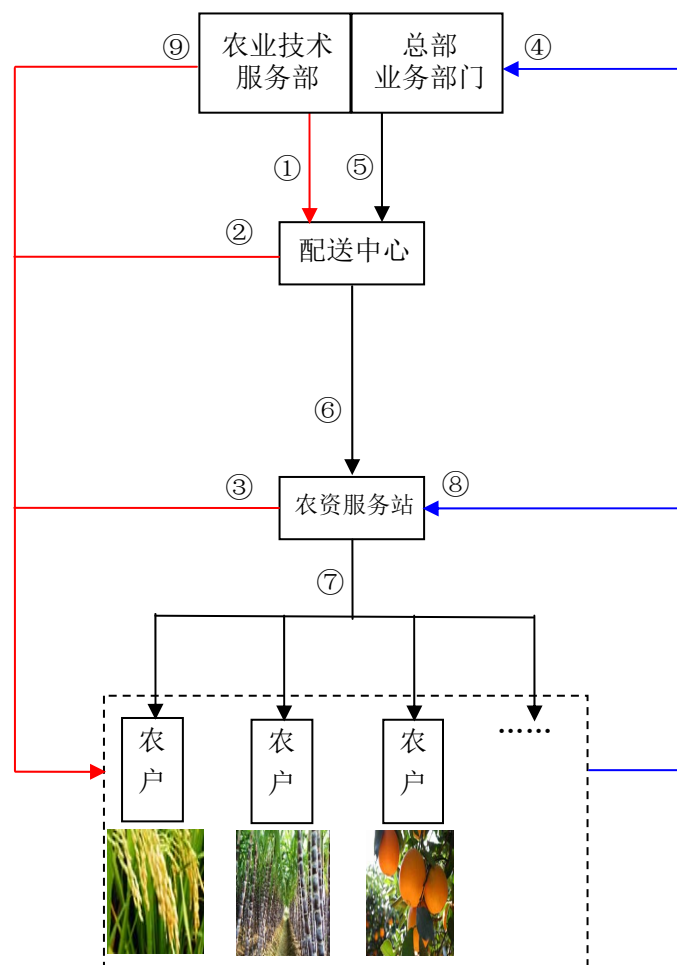 ⑨
农业技术
服务部
总部
业务部门
④
①
⑤
②
配送中心
⑥
③
农资服务站
⑧
⑦
农
户
农
户
农
户
……